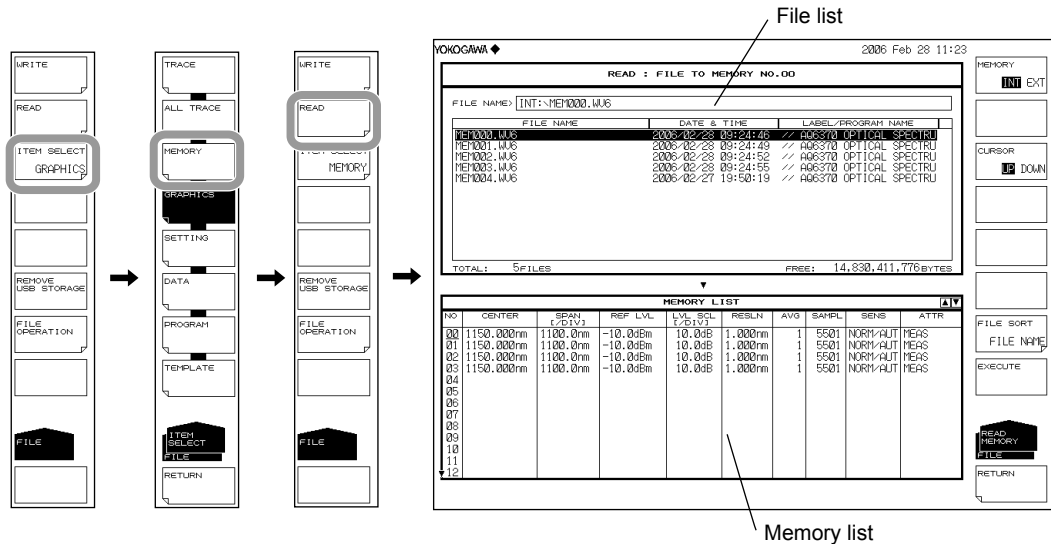 File list
WRITE
READ
ITEM SELECT
GRAPHICS
REMOVE
USB STORAGE
FILE
OPERATION
FILE
TRACE
ALL TRACE
MEMORY
GRAPHICS
SETTING
DATA
PROGRAM
TEMPLATE
ITEM
SELECT
FILE
RETURN
WRITE
READ
MEMORY
REMOVE
USB STORAGE
FILE
OPERATION
FILE
YOKOGAWA ◆ 2006 Feb 28 11:23
READ : FILE TO MEMORY NO.00
FILE NAME> INT:\MEM000.WV6
FILE NAME DATE & TIME LABEL/PROGRAM NAME
MEM000.WV6 2006/02/28 09:24:46 // AQ6370 OPTICAL SPECTRU
MEM001.WV6 2006/02/28 09:24:49 // AQ6370 OPTICAL SPECTRU
MEM002.WV6 2006/02/28 09:24:52 // AQ6370 OPTICAL SPECTRU
MEM003.WV6 2006/02/28 09:24:55 // AQ6370 OPTICAL SPECTRU
MEM004.WV6 2006/02/27 19:50:19 // AQ6370 OPTICAL SPECTRU
TOTAL: 5FILES FREE: 14,830,411,776BYTES
MEMORY LIST
NO CENTER SPAN [/DIV] REF LVL LVL SCL [/DIV] RESLN AVG SAMPL SENS ATTR
00 1150.000nm 1100.0nm -10.0dBm 10.0dB 1.000nm 1 5501 NORM/AUT MEAS
01 1150.000nm 1100.0nm -10.0dBm 10.0dB 1.000nm 1 5501 NORM/AUT MEAS
02 1150.000nm 1100.0nm -10.0dBm 10.0dB 1.000nm 1 5501 NORM/AUT MEAS
03 1150.000nm 1100.0nm -10.0dBm 10.0dB 1.000nm 1 5501 NORM/AUT MEAS
04
05
06
07
08
09
10
11
12
MEMORY
INT EXT
CURSOR
UP DOWN
FILE SORT
FILE NAME
EXECUTE
READ
MEMORY
FILE
RETURN
Memory list